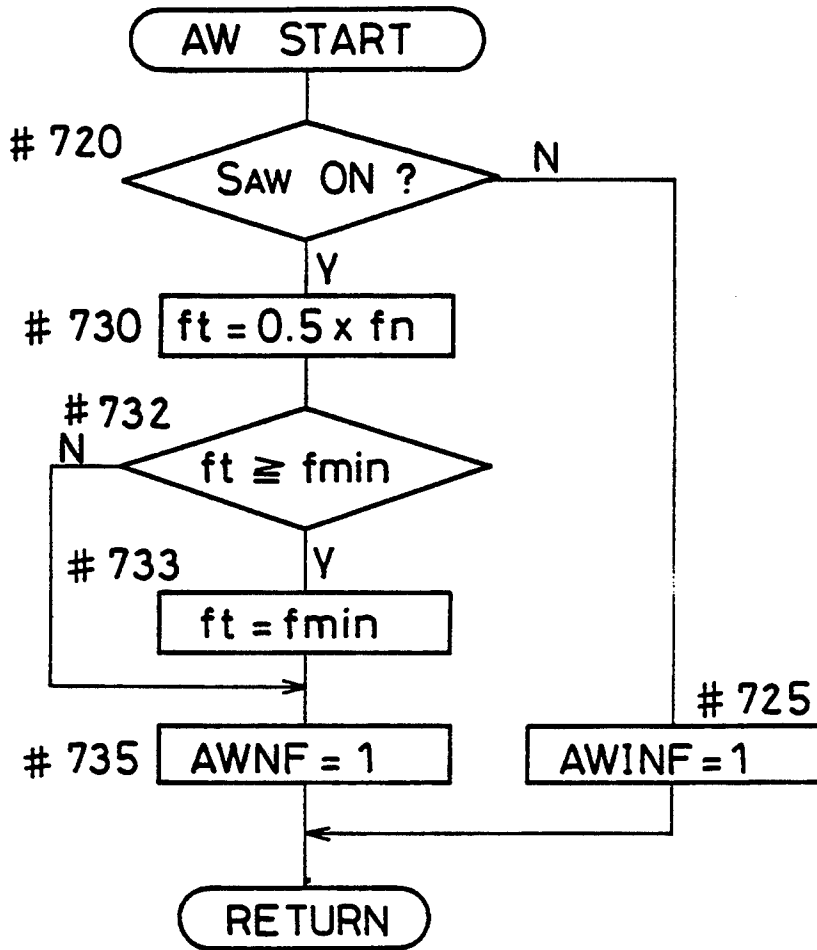 AW START
# 720
SAW ON ?
N
Y
# 730
ft = 0.5 x fn
# 732
N
ft ≧ fmin
Y
# 733
ft = fmin
# 725
# 735
AWNF = 1
AWINF = 1
RETURN